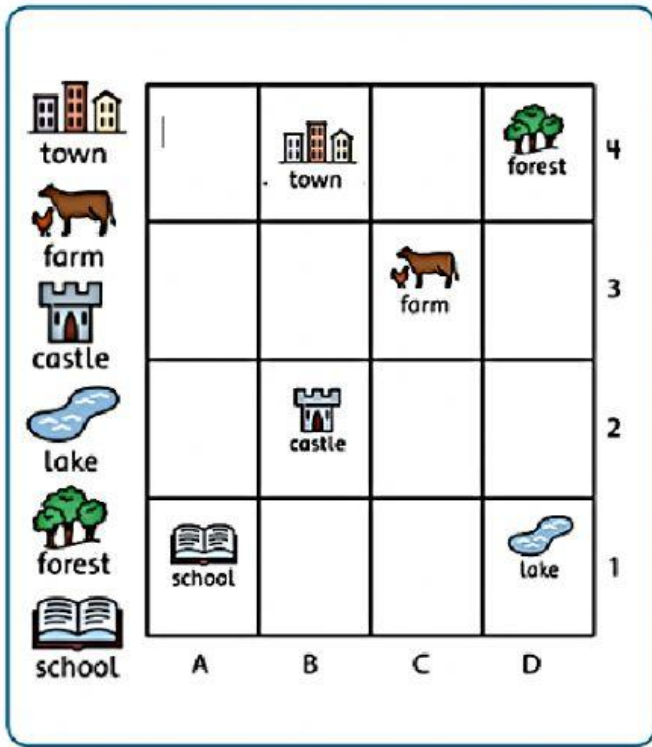 town
farm
castle
lake
forest
school
town
forest
4
farm
3
castle
2
school
lake
1
A B C D